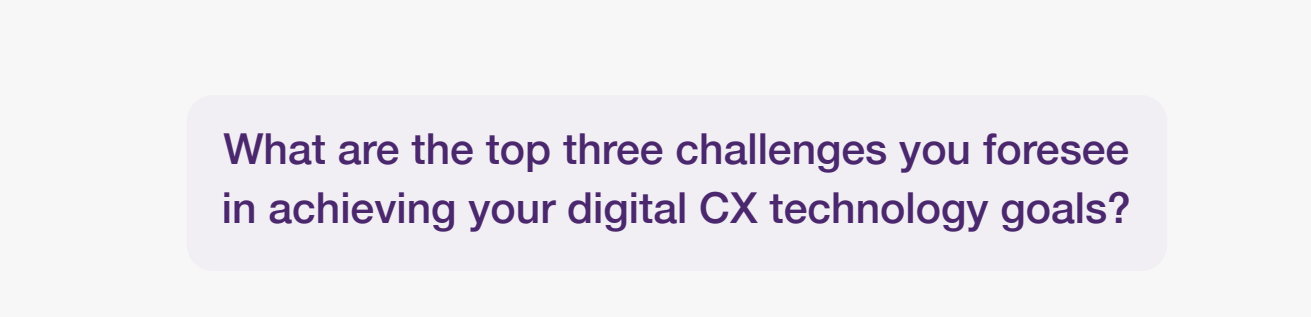 What are the top three challenges you foresee
in achieving your digital CX technology goals?